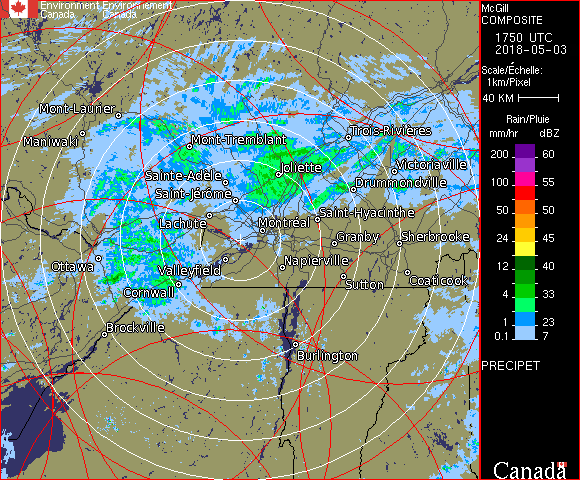 Environment Environnement
Canada Canada
Mont-Laurier
Maniwaki
Mont-Tremblant
Trois-Rivières
Sainte-Adèle
Joliette
Victoriaville
Saint-Jérôme
Drummondville
Lachute
Saint-Hyacinthe
Montréal
Granby
Sherbrooke
Ottawa
Valleyfield
Napierville
Cornwall
Sutton
Coaticook
Brockville
Burlington
McGill
COMPOSITE
1750 UTC
2018-05-03
Scale/Échelle:
1km/Pixel
40 KM
Rain/Pluie
mm/hr dBZ
200 60
100 55
50 50
24 45
12 40
4 33
1 23
0.1 7
PRECIPET
Canada